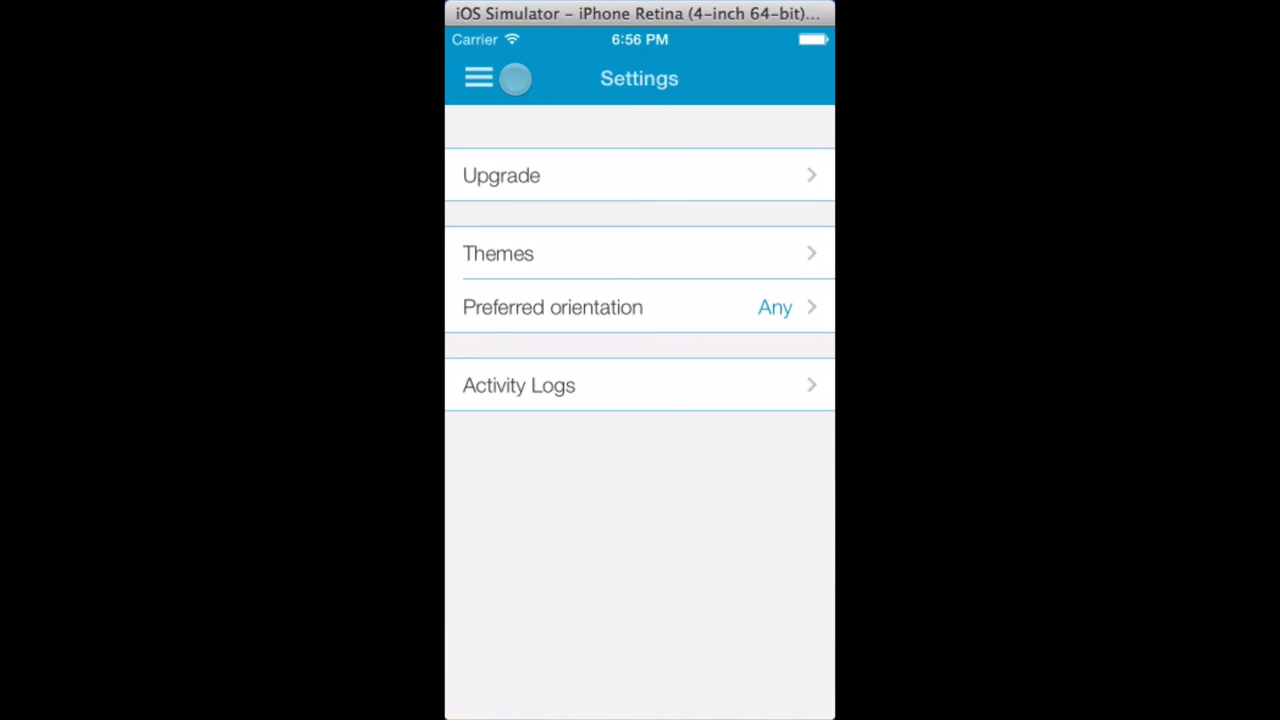 iOS Simulator – iPhone Retina (4-inch 64-bit)...
Carrier 6:56 PM
Settings
Upgrade
Themes
Preferred orientation Any
Activity Logs